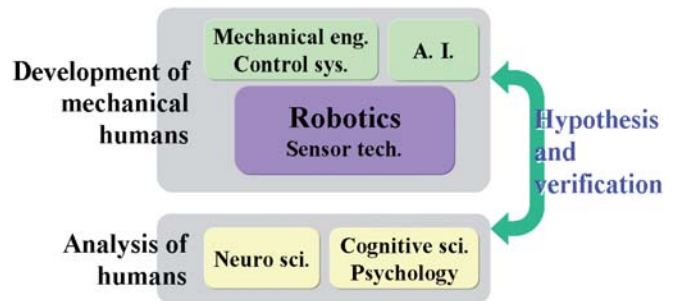 Development of
mechanical
humans
Mechanical eng.
Control sys.
A. I.
Robotics
Sensor tech.
Hypothesis
and
verification
Analysis of
humans
Neuro sci.
Cognitive sci.
Psychology